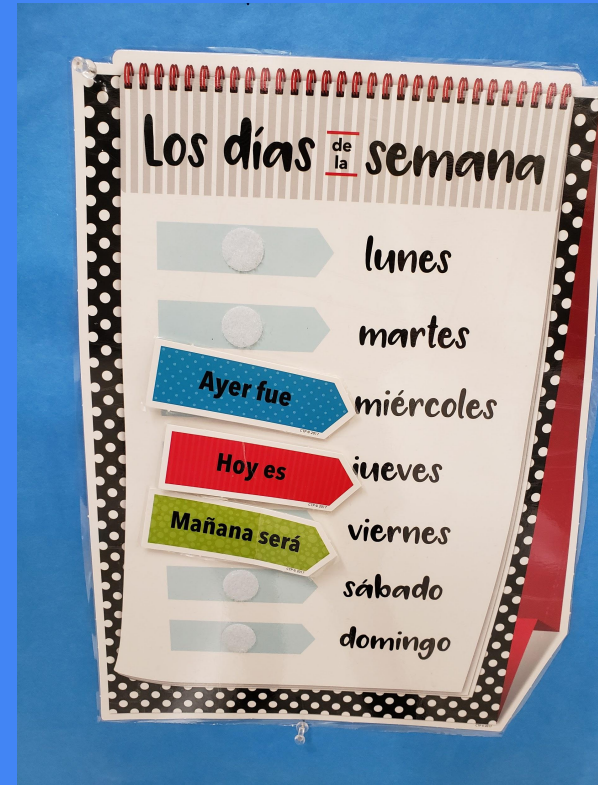 Los días de la semana
lunes
martes
Ayer fue miércoles
Hoy es jueves
Mañana será viernes
sábado
domingo